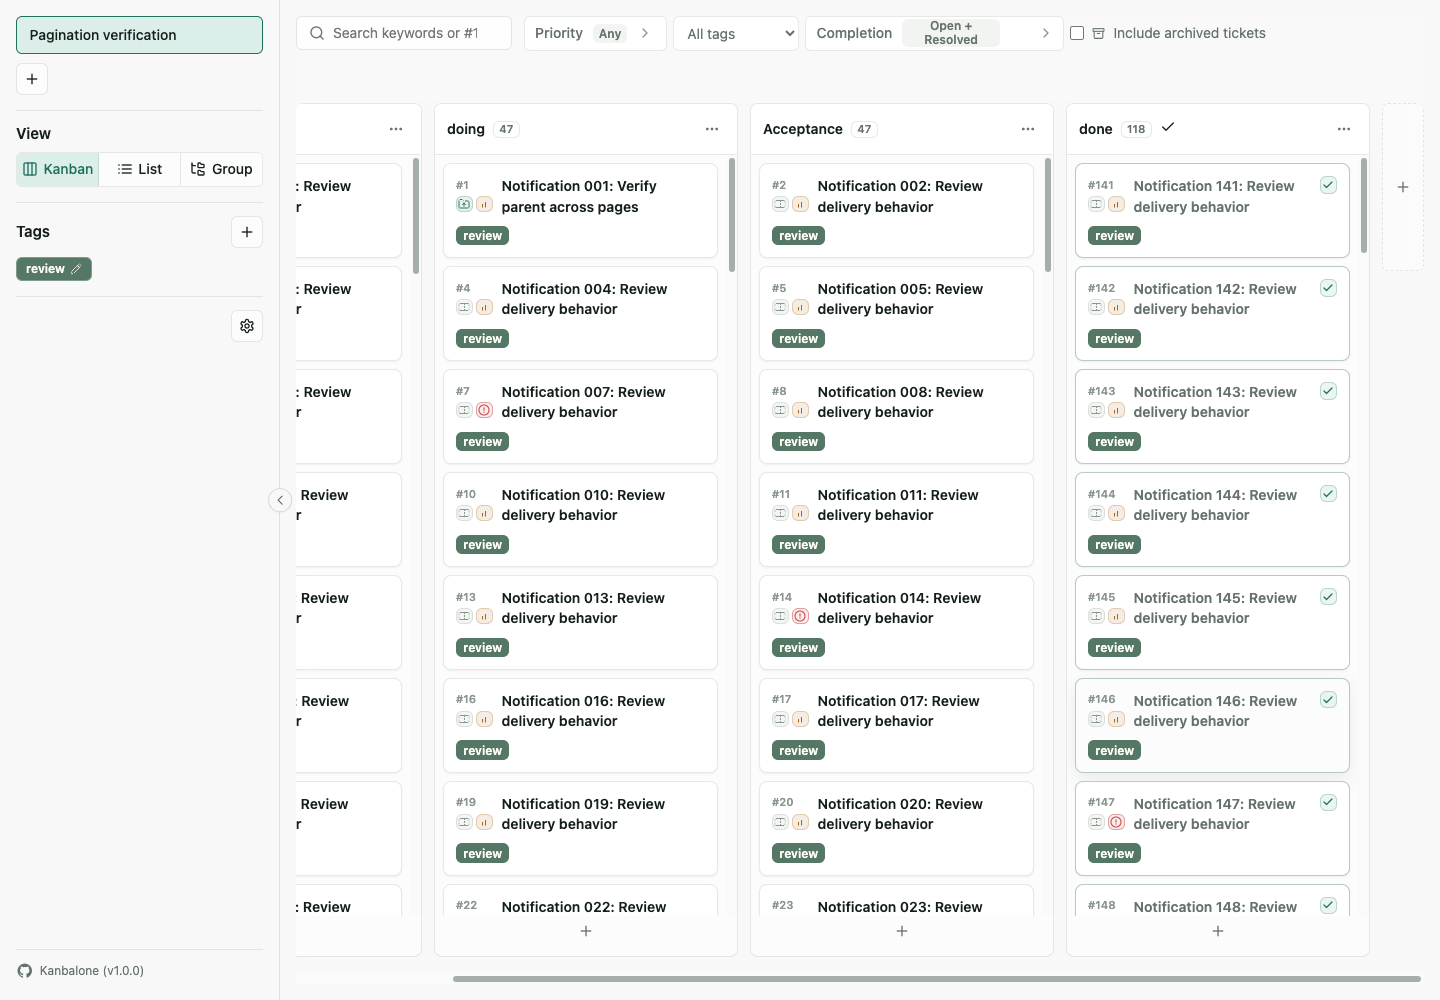 Pagination verification
View
Kanban
List
Group
Tags
review
Kanbalone (v1.0.0)
Search keywords or #1
Priority
Any
All tags
Completion
Open +
Resolved
Include archived tickets
: Review
r
: Review
r
: Review
r
Review
r
Review
r
: Review
r
Review
r
: Review
doing
47
#1
Notification 001: Verify
parent across pages
review
#4
Notification 004: Review
delivery behavior
review
#7
Notification 007: Review
delivery behavior
review
#10
Notification 010: Review
delivery behavior
review
#13
Notification 013: Review
delivery behavior
review
#16
Notification 016: Review
delivery behavior
review
#19
Notification 019: Review
delivery behavior
review
#22
Notification 022: Review
Acceptance
47
#2
Notification 002: Review
delivery behavior
review
#5
Notification 005: Review
delivery behavior
review
#8
Notification 008: Review
delivery behavior
review
#11
Notification 011: Review
delivery behavior
review
#14
Notification 014: Review
delivery behavior
review
#17
Notification 017: Review
delivery behavior
review
#20
Notification 020: Review
delivery behavior
review
#23
Notification 023: Review
done
118
#141
Notification 141: Review
delivery behavior
review
#142
Notification 142: Review
delivery behavior
review
#143
Notification 143: Review
delivery behavior
review
#144
Notification 144: Review
delivery behavior
review
#145
Notification 145: Review
delivery behavior
review
#146
Notification 146: Review
delivery behavior
review
#147
Notification 147: Review
delivery behavior
review
#148
Notification 148: Review